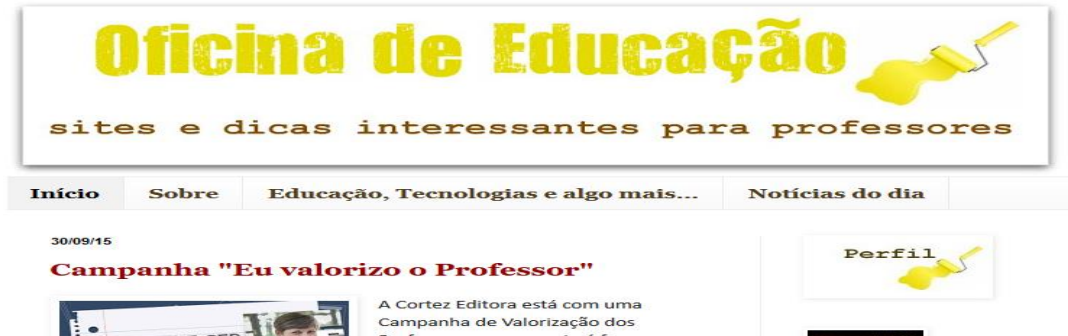 Oficina de Educação
sites e dicas interessantes para professores
Início Sobre Educação, Tecnologias e algo mais... Notícias do dia
30/09/15
Campanha "Eu valorizo o Professor"
A Cortez Editora está com uma
Campanha de Valorização dos
Perfil